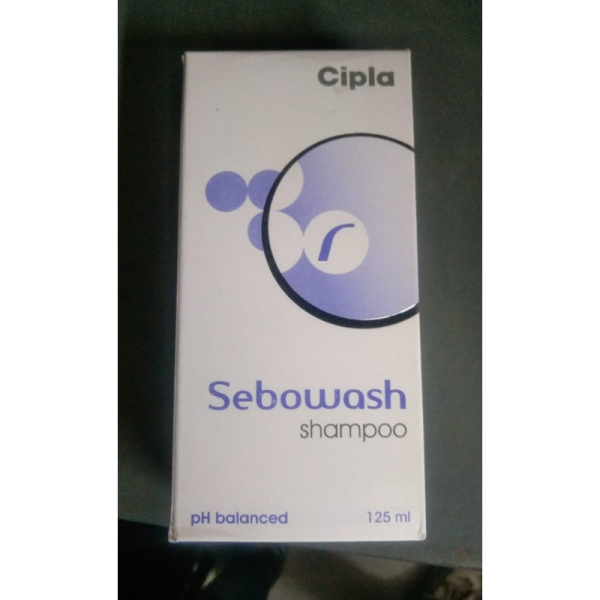 Cipla
r
Sebowash
shampoo
pH balanced
125 ml